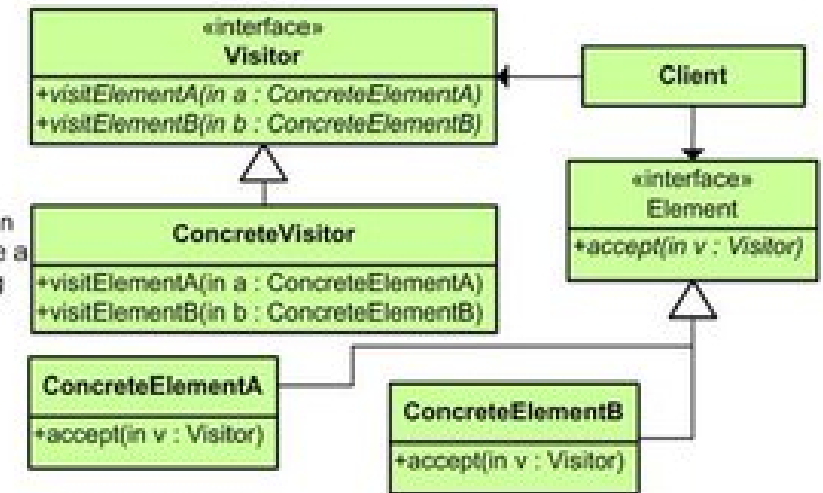 «interface»
Visitor
+visitElementA(in a : ConcreteElementA)
+visitElementB(in b : ConcreteElementB)
Client
«interface»
Element
+accept(in v : Visitor)
ConcreteVisitor
+visitElementA(in a : ConcreteElementA)
+visitElementB(in b : ConcreteElementB)
ConcreteElementA
+accept(in v : Visitor)
ConcreteElementB
+accept(in v : Visitor)